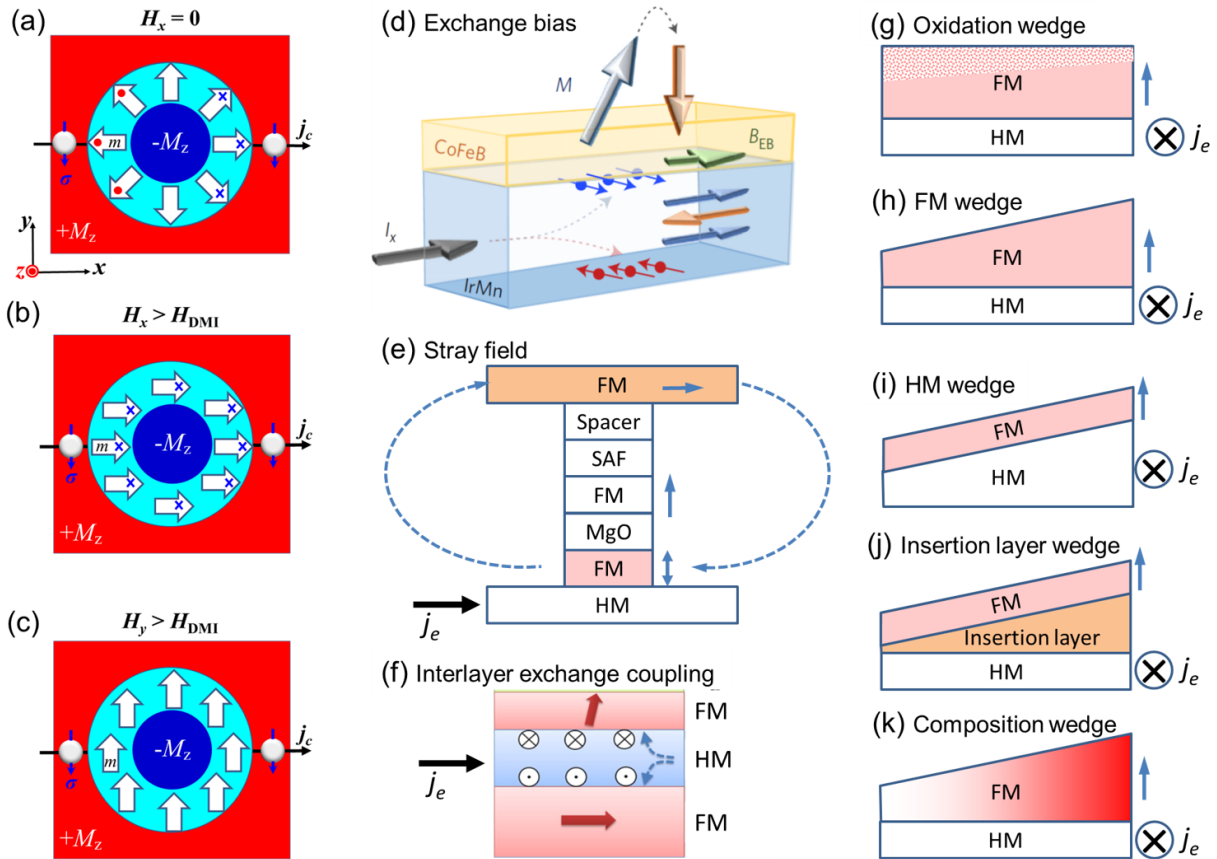 (a)
Hx = 0
m
-Mz
jc
σ
+Mz
y
z
x
(b)
Hx > HDMI
m
-Mz
jc
σ
+Mz
(c)
Hy > HDMI
m
-Mz
jc
σ
+Mz
(d) Exchange bias
M
CoFeB
BEB
Ix
IrMn
(e) Stray field
FM
Spacer
SAF
FM
MgO
FM
HM
je
(f) Interlayer exchange coupling
FM
HM
je
FM
(g) Oxidation wedge
FM
HM
je
(h) FM wedge
FM
HM
je
(i) HM wedge
FM
HM
je
(j) Insertion layer wedge
FM
Insertion layer
HM
je
(k) Composition wedge
FM
HM
je